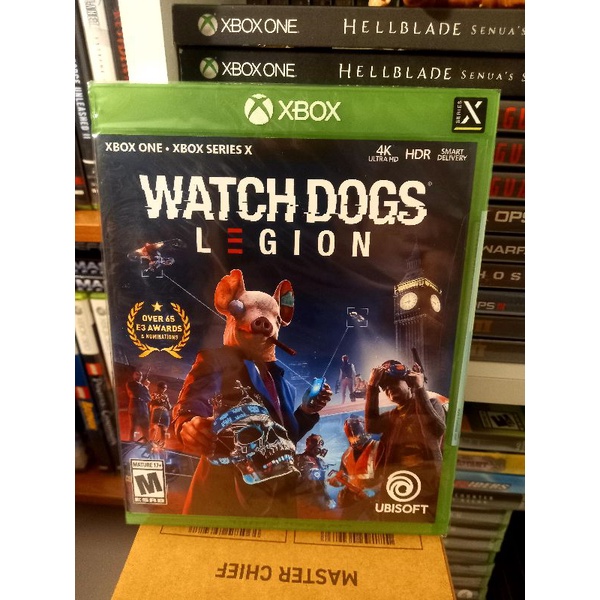 XBOX ONE
HELLBLADE SENUA'S
XBOX ONE
HELLBLADE SENUA'S
XBOX
SERIES X
XBOX ONE • XBOX SERIES X
4K ULTRA HD
HDR
SMART DELIVERY
WATCH DOGS®
LEGION
OVER 65
E3 AWARDS
& NOMINATIONS
MATURE 17+
M
ESRB
UBISOFT
MASTER CHIEF